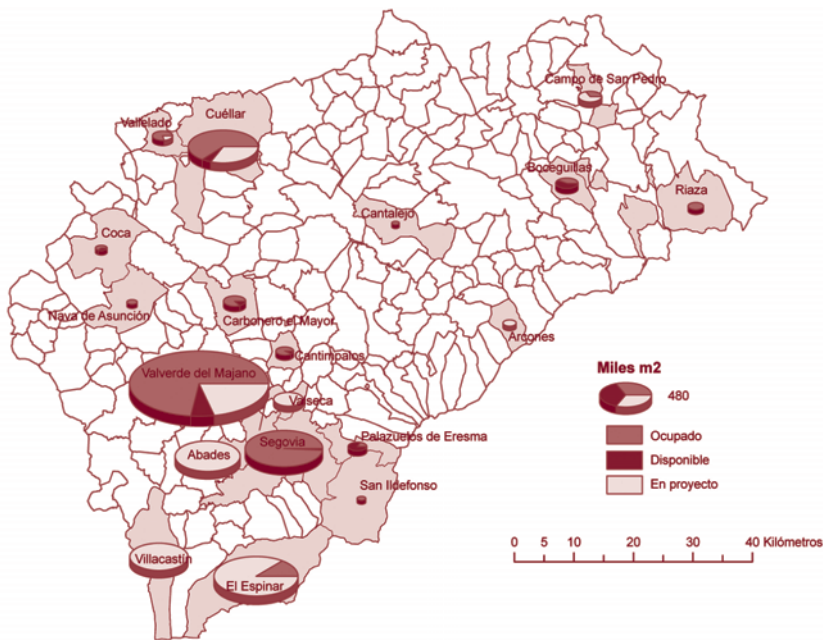 Campo de San Pedro
Cuéllar
Vallelado
Boceguillas
Riaza
Cantalejo
Coca
Nava de Asunción
Carbonero el Mayor
Arcones
Cantimpalos
Valverde del Majano
Valseca
Segovia
Palazuelos de Eresma
Abades
San Ildefonso
Villacastín
El Espinar
Miles m2
480
Ocupado
Disponible
En proyecto
0 10 20 30 40 Kilómetros